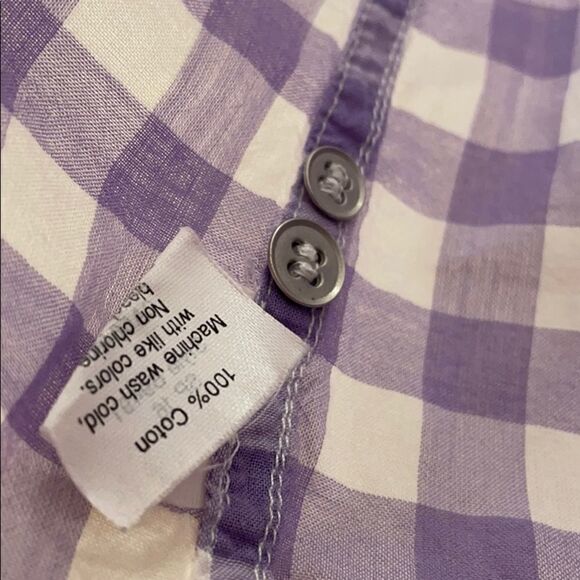 100% Coton
Machine wash cold,
with like colors.
Non chlorine